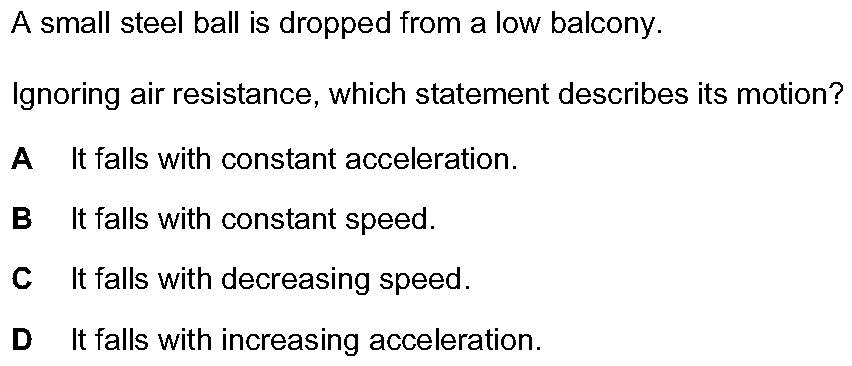 A small steel ball is dropped from a low balcony.
Ignoring air resistance, which statement describes its motion?
A It falls with constant acceleration.
B It falls with constant speed.
C It falls with decreasing speed.
D It falls with increasing acceleration.